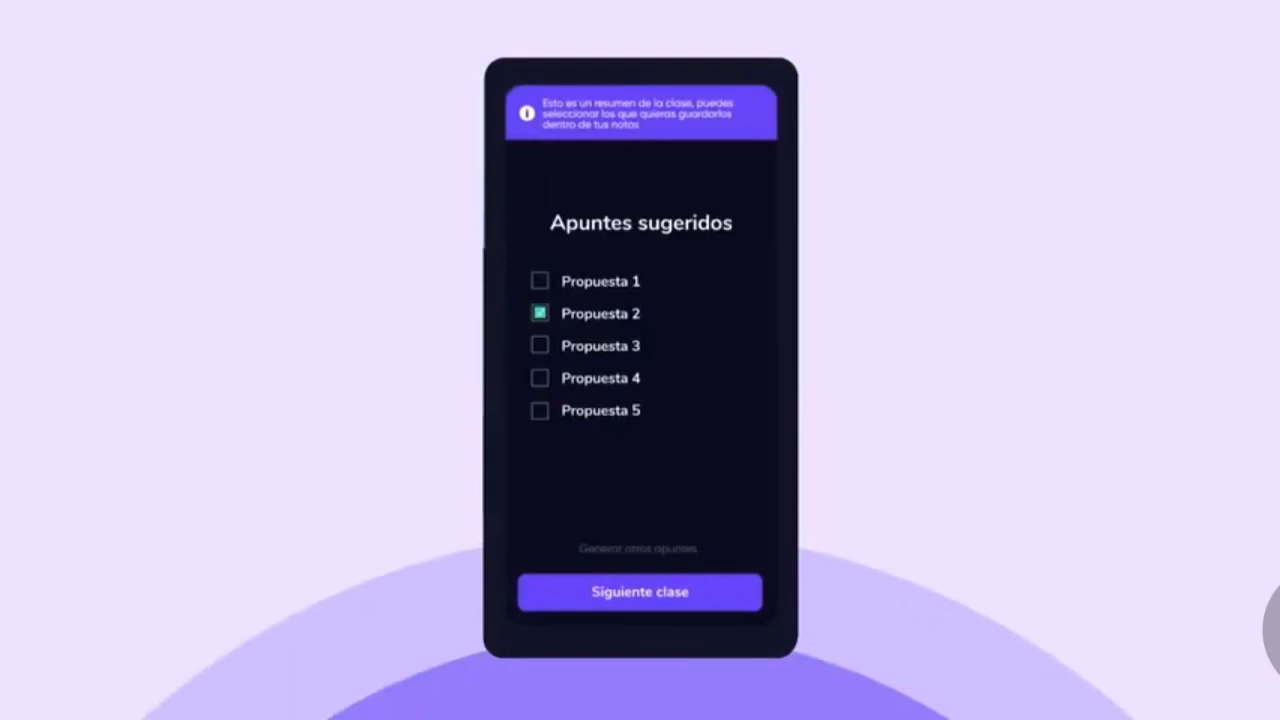 Esto es un resumen de la clase, puedes
seleccionar los que quieras guardarlos
dentro de tus notas
Apuntes sugeridos
Propuesta 1
Propuesta 2
Propuesta 3
Propuesta 4
Propuesta 5
Generar otros apuntes
Siguiente clase